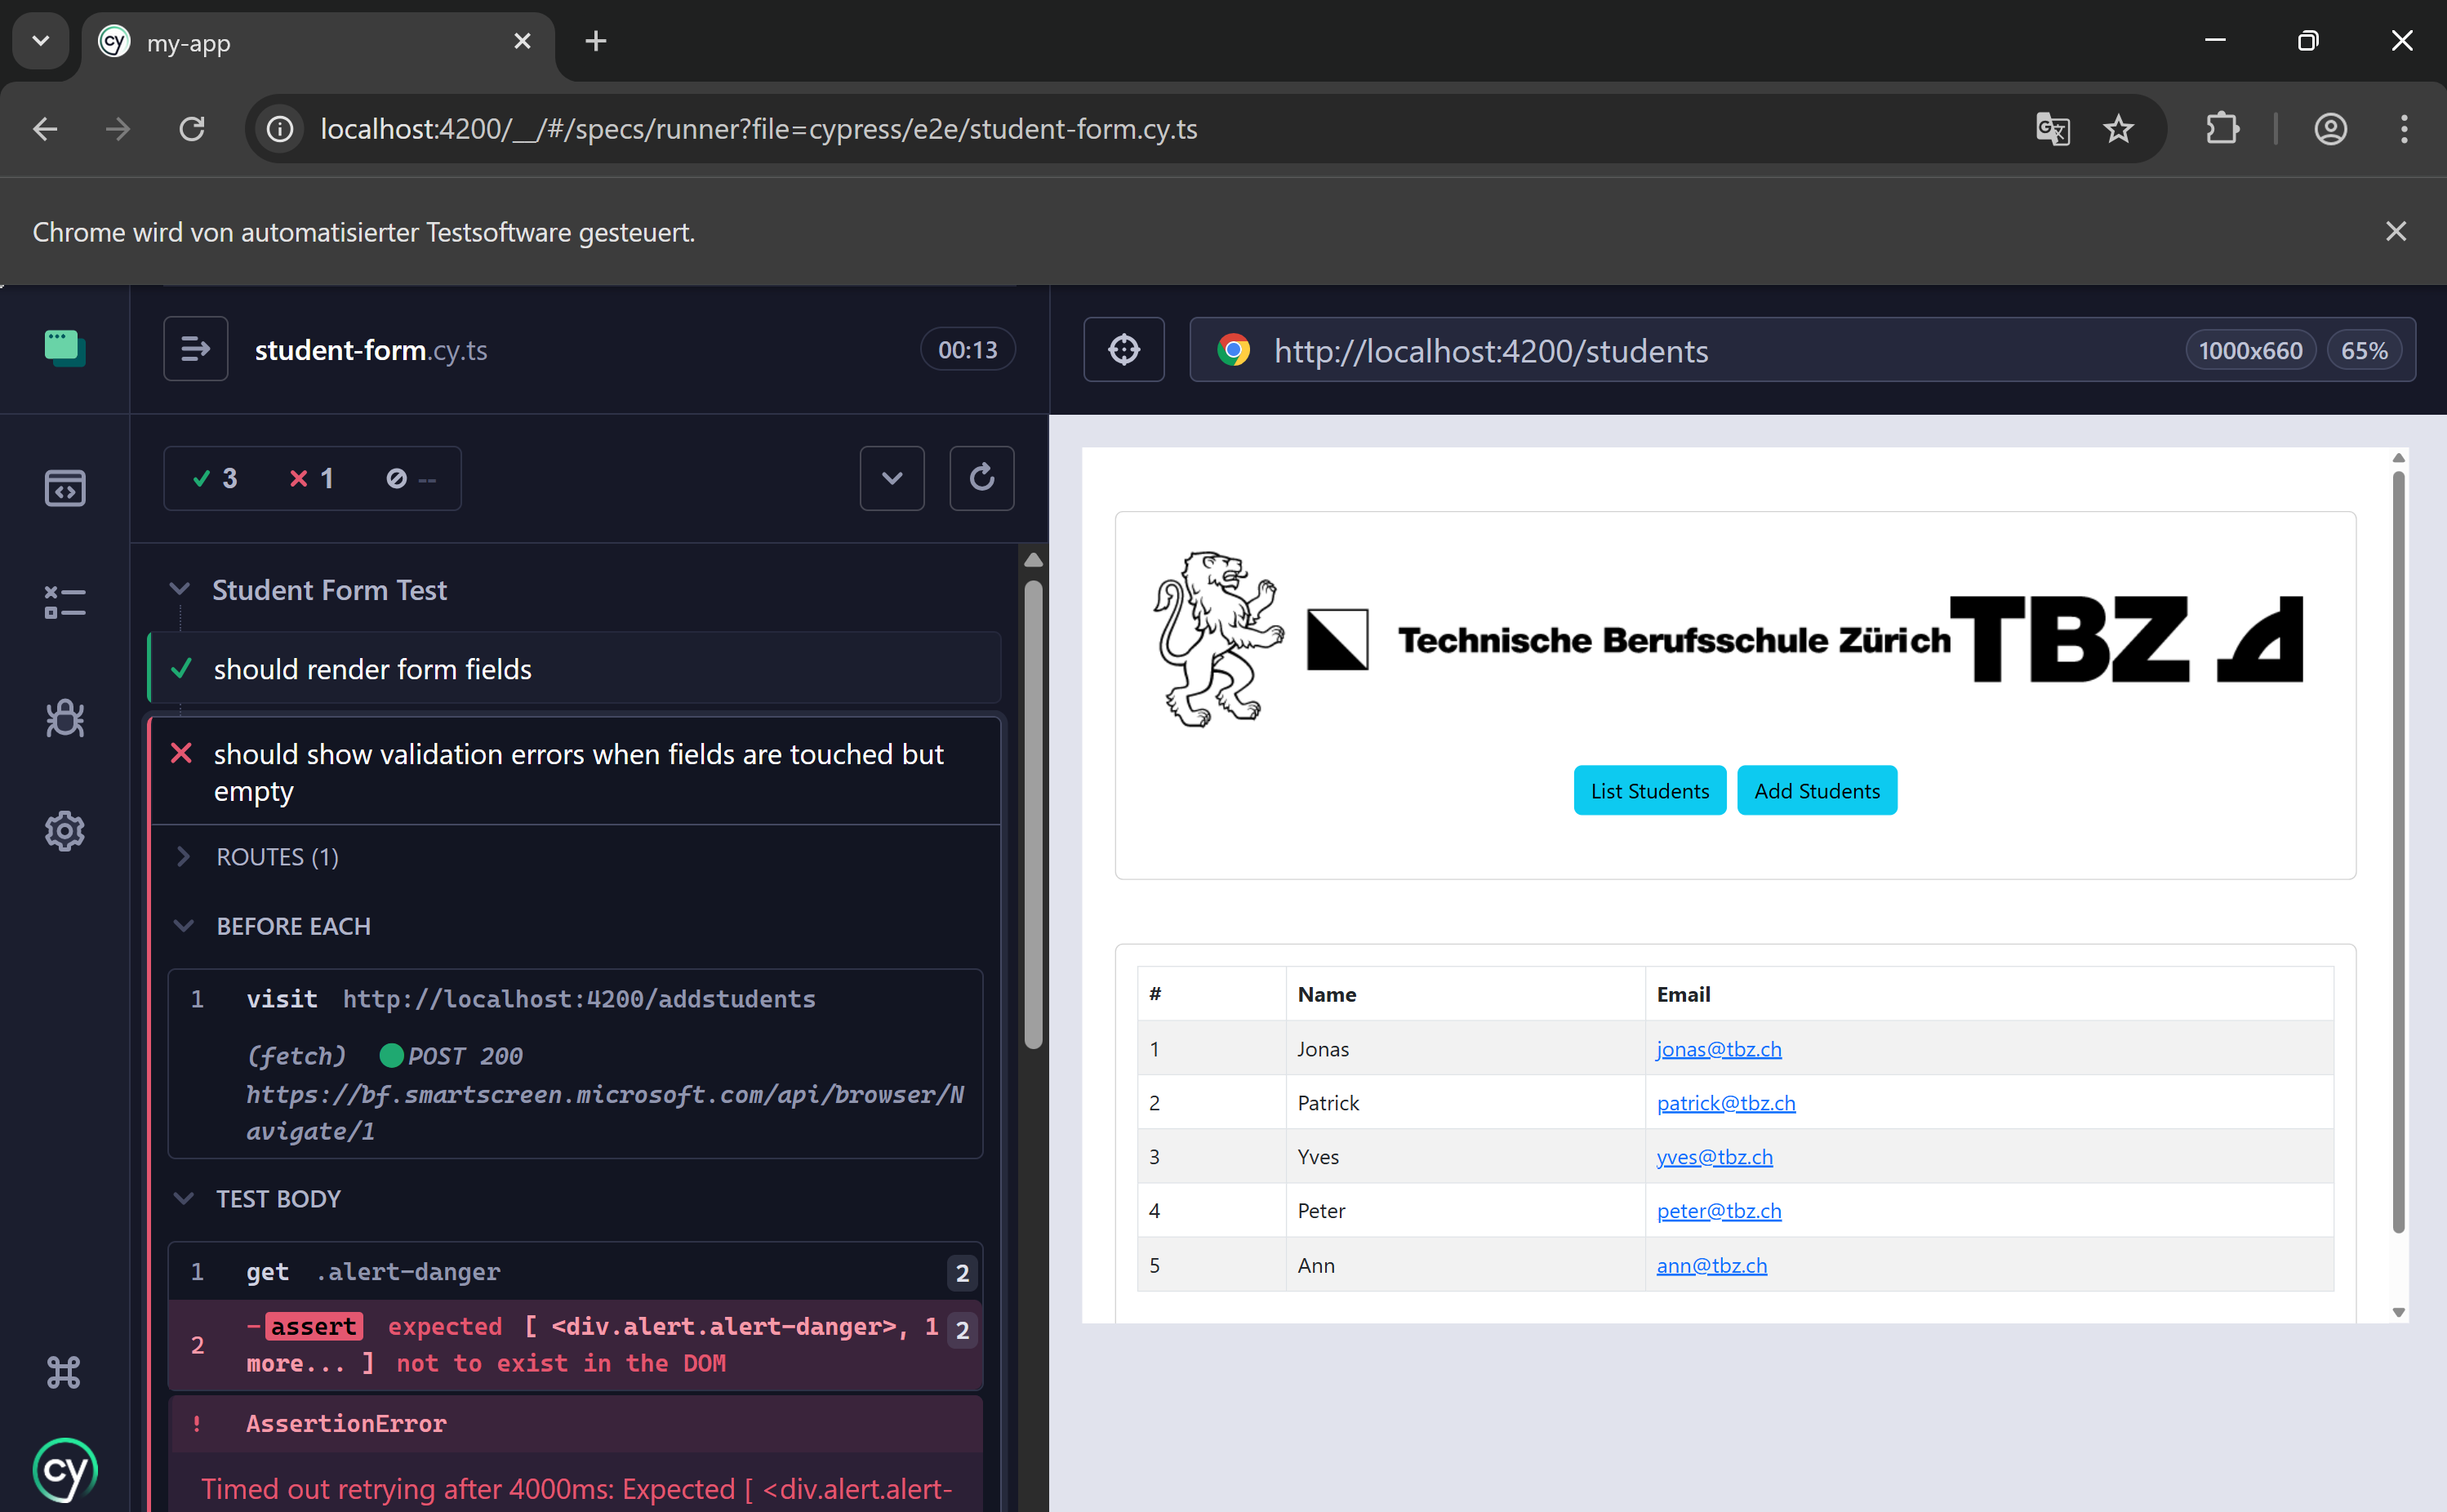 my-app
localhost:4200/__/#/specs/runner?file=cypress/e2e/student-form.cy.ts
Chrome wird von automatisierter Testsoftware gesteuert.
student-form.cy.ts
00:13
3 1 --
Student Form Test
should render form fields
should show validation errors when fields are touched but
empty
ROUTES (1)
BEFORE EACH
1 visit http://localhost:4200/addstudents
(fetch) POST 200
https://bf.smartscreen.microsoft.com/api/browser/N
avigate/1
TEST BODY
1 get .alert-danger 2
2 -assert expected [ <div.alert.alert-danger>, 1 2
more... ] not to exist in the DOM
! AssertionError
Timed out retrying after 4000ms: Expected [ <div.alert.alert-
cy
http://localhost:4200/students 1000x660 65%
Technische Berufsschule Zürich TBZ
List Students Add Students
# Name Email
1 Jonas jonas@tbz.ch
2 Patrick patrick@tbz.ch
3 Yves yves@tbz.ch
4 Peter peter@tbz.ch
5 Ann ann@tbz.ch